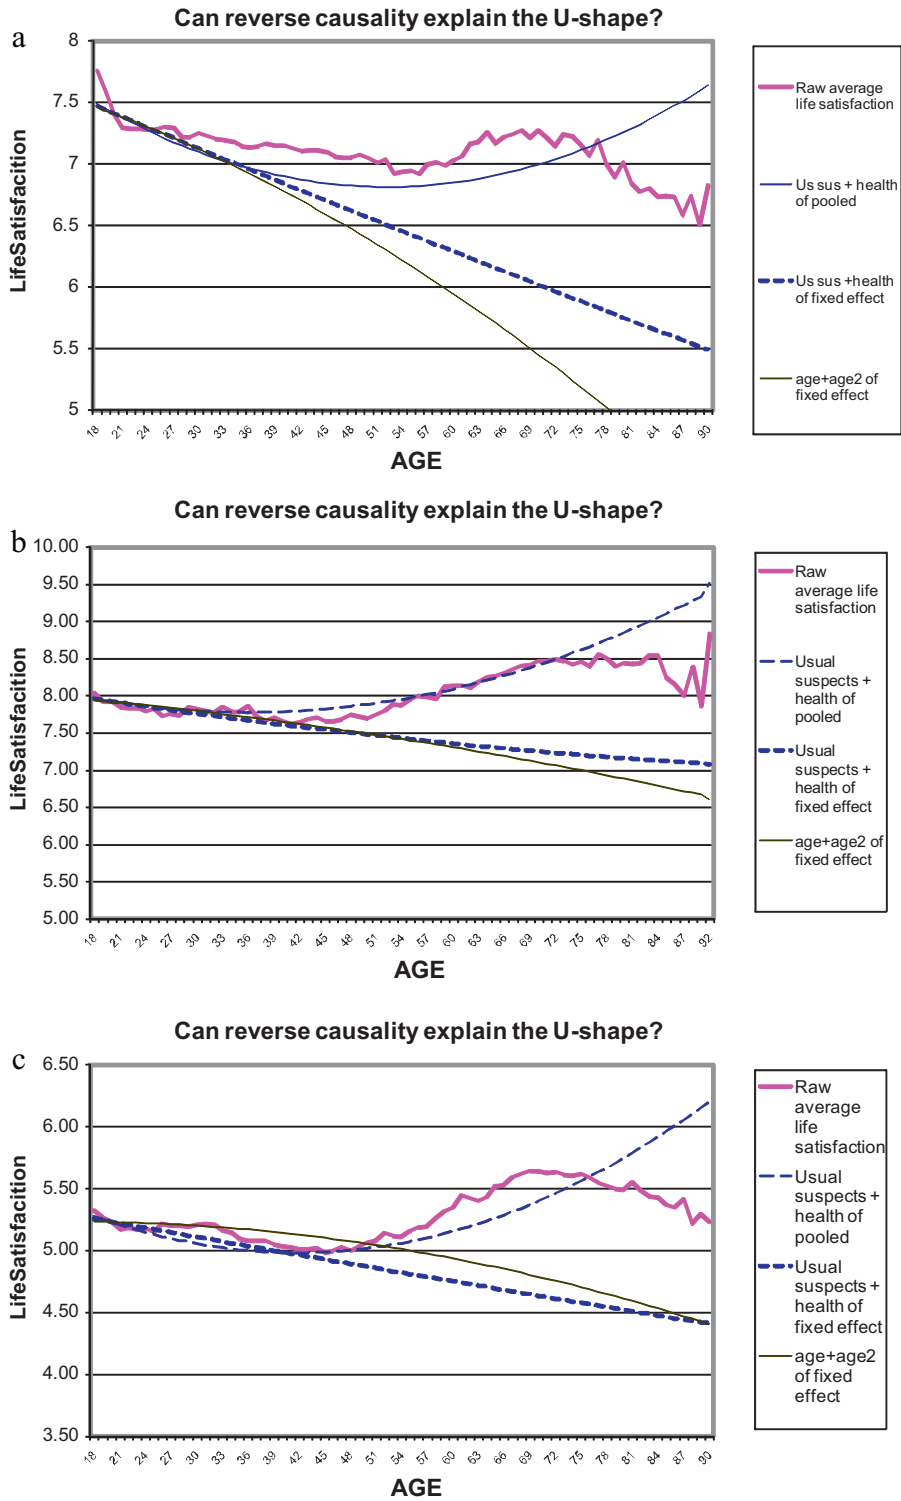 a
Can reverse causality explain the U-shape?
8
7.5
7
6.5
6
5.5
5
LifeSatisfacition
18 21 24 27 30 33 36 39 42 45 48 51 54 57 60 63 66 69 72 75 78 81 84 87 90
AGE
Raw average
life satisfaction
Us sus + health
of pooled
Us sus +health
of fixed effect
age+age2 of
fixed effect
b
Can reverse causality explain the U-shape?
10.00
9.50
9.00
8.50
8.00
7.50
7.00
6.50
6.00
5.50
5.00
LifeSatisfacition
18 21 24 27 30 33 36 39 42 45 48 51 54 57 60 63 66 69 72 75 78 81 84 87 92
AGE
Raw
average life
satisfaction
Usual
suspects +
health of
pooled
Usual
suspects +
health of
fixed effect
age+age2 of
fixed effect
c
Can reverse causality explain the U-shape?
6.50
6.00
5.50
5.00
4.50
4.00
3.50
LifeSatisfacition
18 21 24 27 30 33 36 39 42 45 48 51 54 57 60 63 66 69 72 75 78 81 84 87 90
AGE
Raw
average
life
satisfaction
Usual
suspects +
health of
pooled
Usual
suspects +
health of
fixed effect
age+age2
of fixed
effect